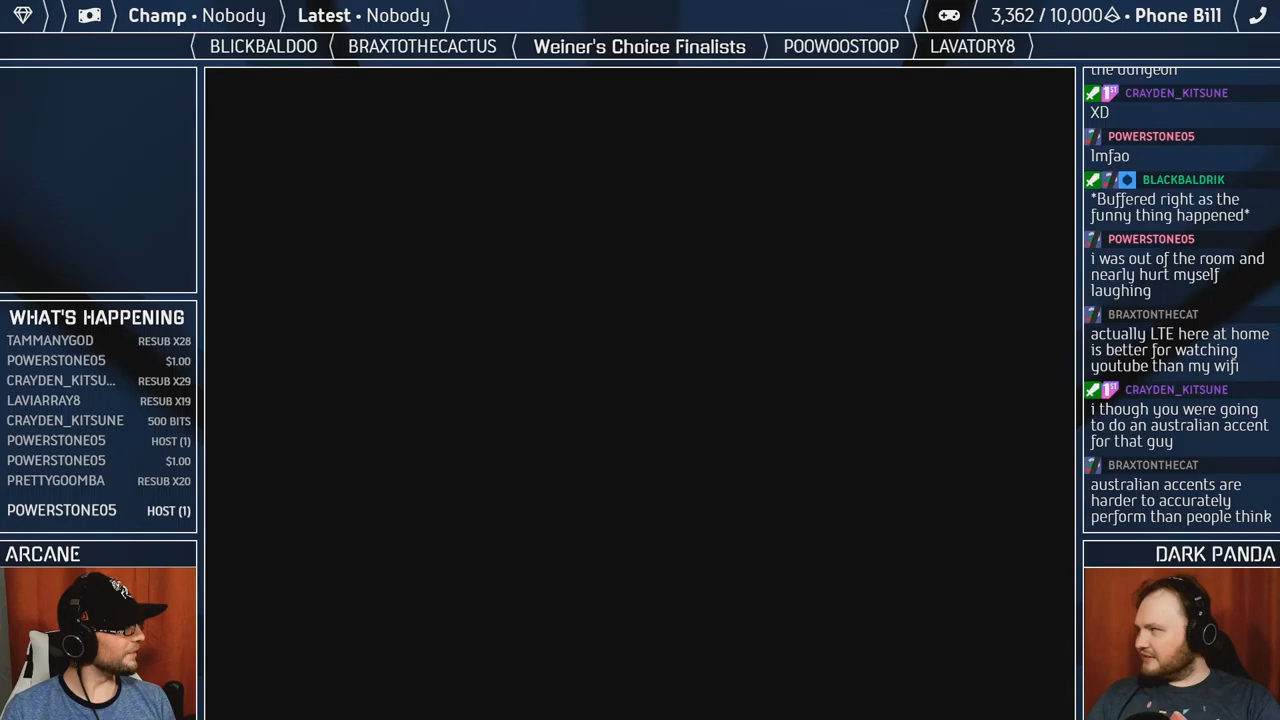 Champ • Nobody
Latest • Nobody
3,362 / 10,000 • Phone Bill
BLICKBALDOO
BRAXTOTHECACTUS
Weiner's Choice Finalists
POOWOOSTOOP
LAVATORY8
WHAT'S HAPPENING
TAMMANYGOD RESUB X28
POWERSTONE05 $1.00
CRAYDEN_KITSU... RESUB X29
LAVIARRAY8 RESUB X19
CRAYDEN_KITSUNE 500 BITS
POWERSTONE05 HOST (1)
POWERSTONE05 $1.00
PRETTYGOOMBA RESUB X20
POWERSTONE05 HOST (1)
ARCANE
the dungeon
1ST CRAYDEN_KITSUNE
XD
POWERSTONE05
lmfao
BLACKBALDRIK
*Buffered right as the
funny thing happened*
POWERSTONE05
i was out of the room and
nearly hurt myself
laughing
BRAXTONTHECAT
actually LTE here at home
is better for watching
youtube than my wifi
1ST CRAYDEN_KITSUNE
i though you were going
to do an australian accent
for that guy
BRAXTONTHECAT
australian accents are
harder to accurately
perform than people think
DARK PANDA